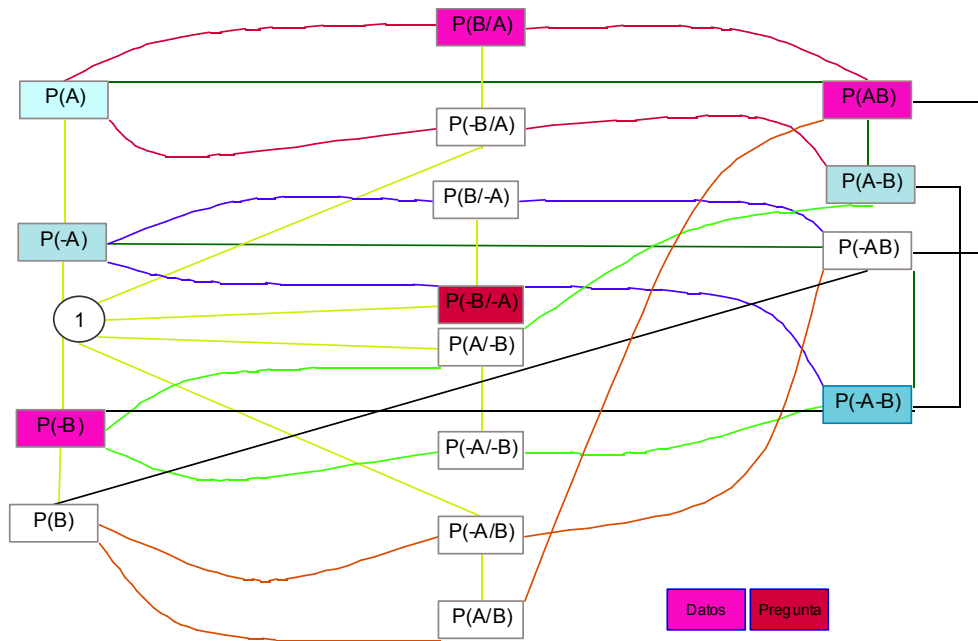 P(B/A)
P(A)
P(AB)
P(-B/A)
P(A-B)
P(B/-A)
P(-A)
P(-AB)
P(-B/-A)
1
P(A/-B)
P(-A-B)
P(-B)
P(-A/-B)
P(B)
P(-A/B)
P(A/B)
Datos
Pregunta